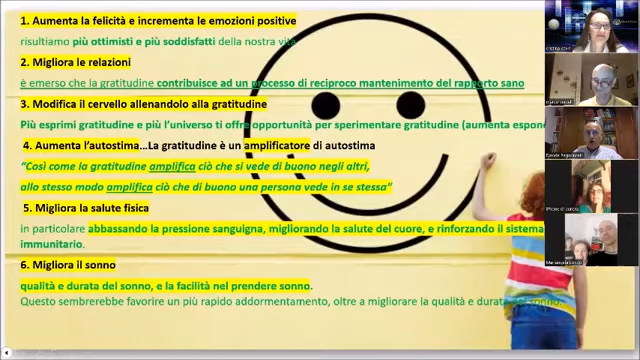 1. Aumenta la felicità e incrementa le emozioni positive
risultiamo più ottimisti e più soddisfatti della nostra vita
2. Migliora le relazioni
è emerso che la gratitudine contribuisce ad un processo di reciproco mantenimento del rapporto sano
3. Modifica il cervello allenandolo alla gratitudine
Più esprimi gratitudine e più l'universo ti offre opportunità per sperimentare gratitudine (aumenta espon
4. Aumenta l'autostima...La gratitudine è un amplificatore di autostima
"Così come la gratitudine amplifica ciò che si vede di buono negli altri,
allo stesso modo amplifica ciò che di buono una persona vede in se stessa"
5. Migliora la salute fisica
in particolare abbassando la pressione sanguigna, migliorando la salute del cuore, e rinforzando il sistema
immunitario.
6. Migliora il sonno
qualità e durata del sonno, e la facilità nel prendere sonno.
Questo sembrerebbe favorire un più rapido addormentamento, oltre a migliorare la qualità e durata del sonno.